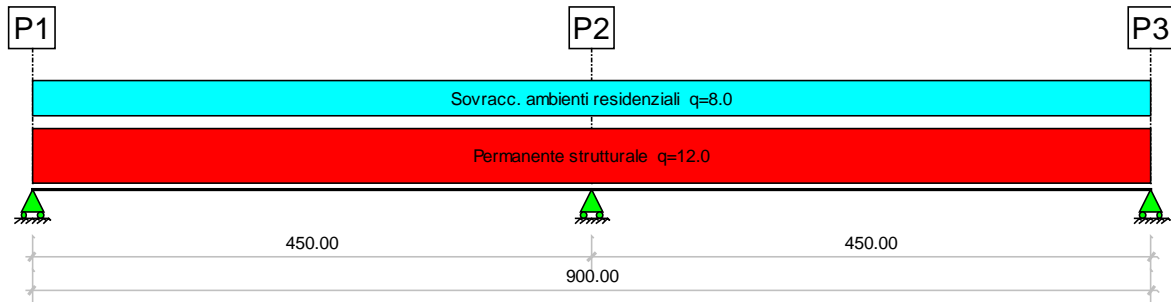 P1
P2
P3
Sovracc. ambienti residenziali q=8.0
Permanente strutturale q=12.0
450.00
450.00
900.00